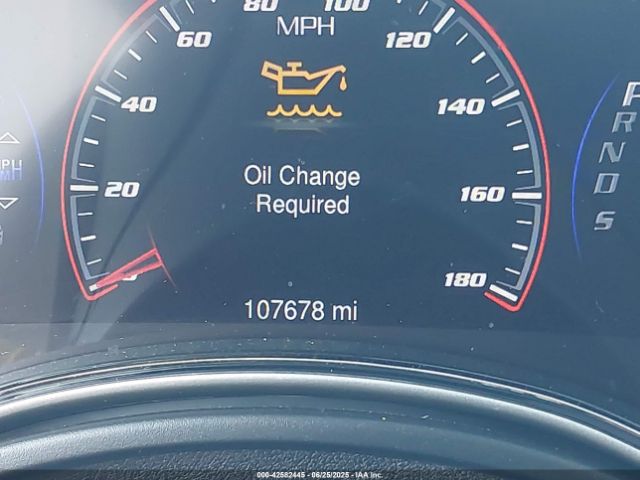 80 100
MPH
60 120
40 140
20 160
180
Oil Change
Required
107678 mi
P
R
N
D
S
000-42582445 - 06/25/2025 - IAA Inc.